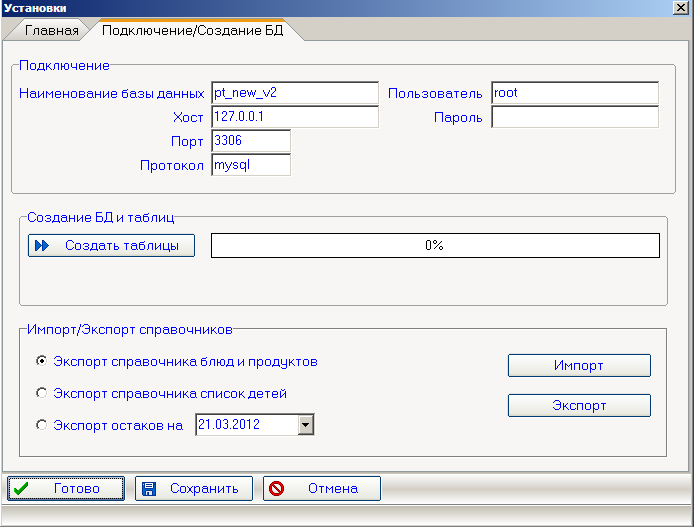 Установки
Главная
Подключение/Создание БД
Подключение
Наименование базы данных pt_new_v2 Пользователь root
Хост 127.0.0.1 Пароль
Порт 3306
Протокол mysql
Создание БД и таблиц
Создать таблицы 0%
Импорт/Экспорт справочников
Экспорт справочника блюд и продуктов Импорт
Экспорт справочника список детей
Экспорт остаков на 21.03.2012 Экспорт
Готово Сохранить Отмена